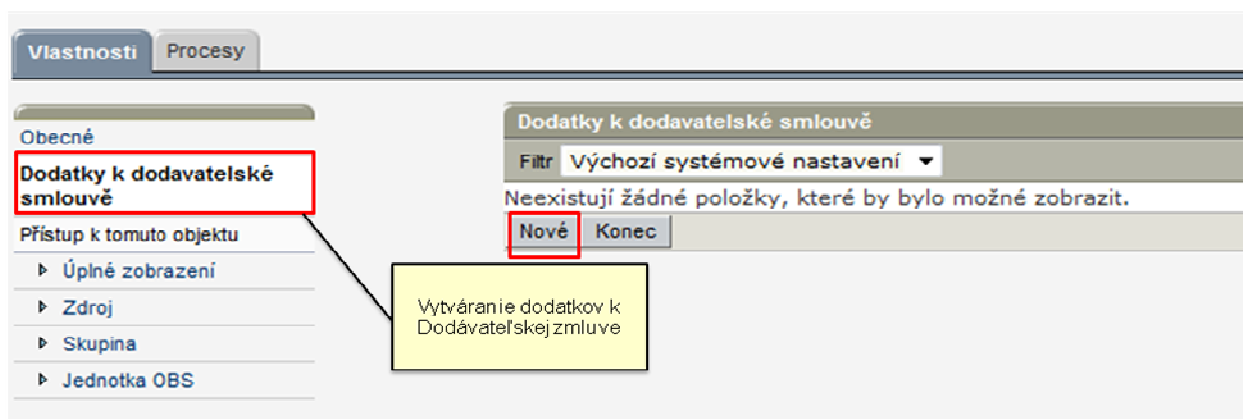 Vlastnosti Procesy
Obecné
Dodatky k dodavatelské
smlouvě
Přístup k tomuto objektu
Úplné zobrazení
Zdroj
Skupina
Jednotka OBS
Dodatky k dodavatelské smlouvě
Filtr Výchozí systémové nastavení
Neexistují žádné položky, které by bylo možné zobrazit.
Nové Konec
Vytváranie dodatkov k
Dodávateľskej zmluve